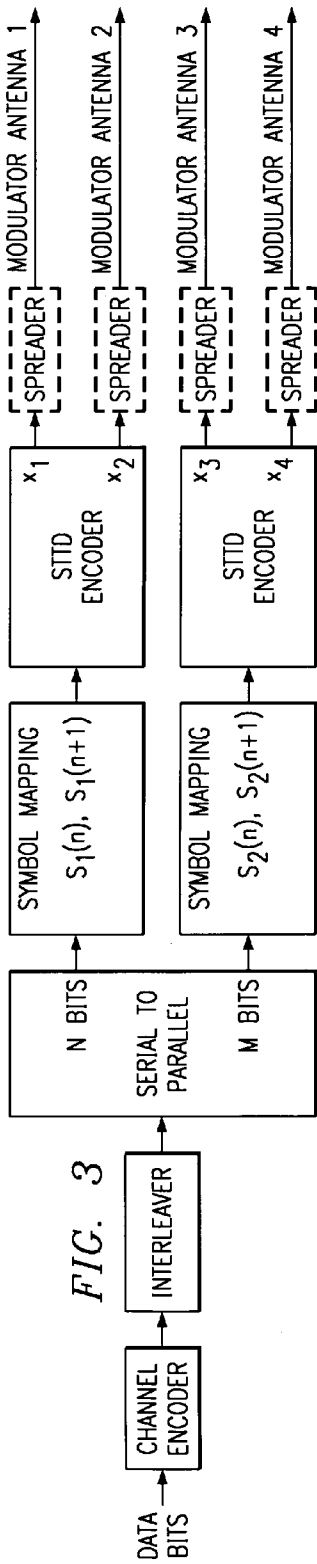 FIG. 3
DATA
BITS
CHANNEL
ENCODER
INTERLEAVER
SERIAL TO
PARALLEL
N BITS
M BITS
SYMBOL MAPPING
S1(n), S1(n+1)
STTD
ENCODER
x1
x2
SPREADER
MODULATOR ANTENNA 1
SPREADER
MODULATOR ANTENNA 2
SYMBOL MAPPING
S2(n), S2(n+1)
STTD
ENCODER
x3
x4
SPREADER
MODULATOR ANTENNA 3
SPREADER
MODULATOR ANTENNA 4